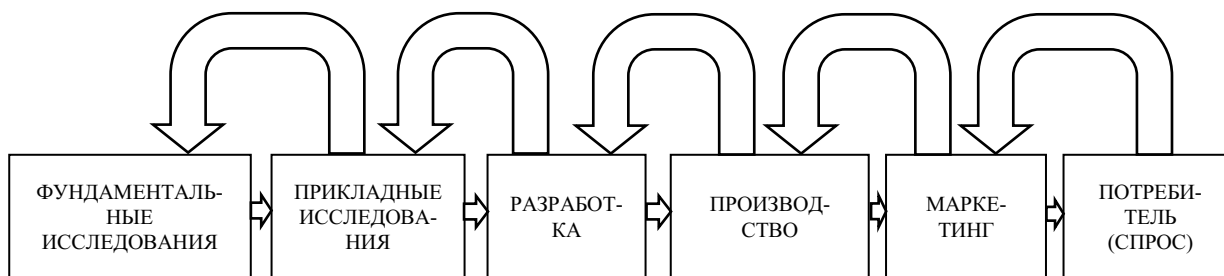 ФУНДАМЕНТАЛЬ-
НЫЕ
ИССЛЕДОВАНИЯ
ПРИКЛАДНЫЕ
ИССЛЕДОВА-
НИЯ
РАЗРАБОТ-
КА
ПРОИЗВОД-
СТВО
МАРКЕ-
ТИНГ
ПОТРЕБИ-
ТЕЛЬ
(СПРОС)